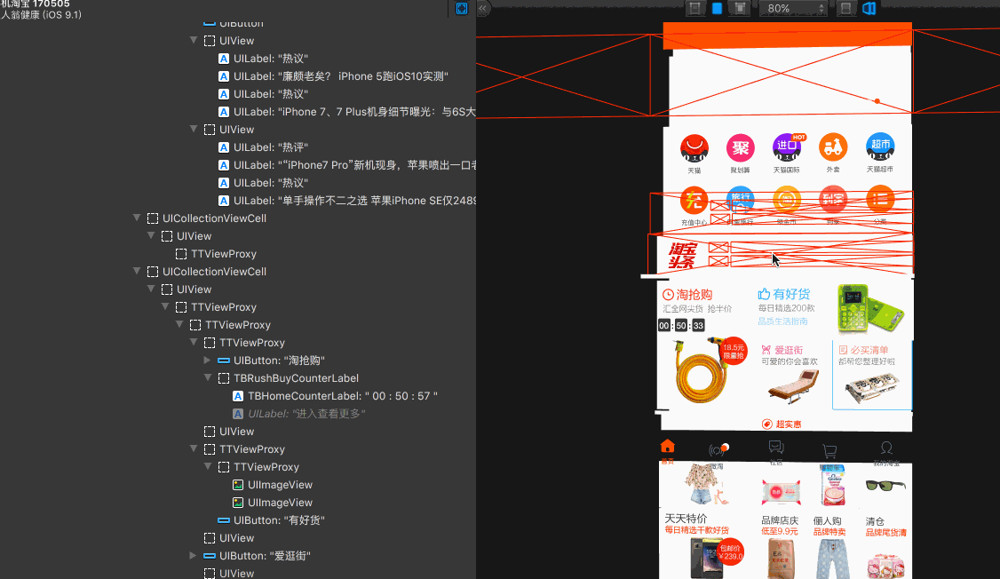 机淘宝 170505
人翁健康 (iOS 9.1)
UIButton
UIView
A UILabel: "热议"
A UILabel: "廉颇老矣? iPhone 5跑iOS10实测"
A UILabel: "热议"
A UILabel: "iPhone 7、7 Plus机身细节曝光：与6S大
UIView
A UILabel: "热评"
A UILabel: "“iPhone7 Pro”新机现身，苹果喷出一口老
A UILabel: "热议"
A UILabel: "单手操作不二之选 苹果iPhone SE仅2489
UICollectionViewCell
UIView
TTViewProxy
UICollectionViewCell
UIView
TTViewProxy
TTViewProxy
TTViewProxy
UIButton: "淘抢购"
TBRushBuyCounterLabel
A TBHomeCounterLabel: " 00 : 50 : 57 "
A UILabel: "进入查看更多"
UIView
TTViewProxy
TTViewProxy
UIImageView
UIImageView
UIButton: "有好货"
UIView
UIButton: "爱逛街"
UIView
80%
聚 进口 HOT 超市
天猫 聚划算 天猫国际 外卖 天猫超市
充 旅行 到家
充值中心 分类
淘宝
头条
淘抢购 有好货
汇全网尖货 抢半价 每日精选200款
品质生活指南
00 : 50 : 33
18.5元
限量抢
爱逛街 必买清单
可爱的你会喜欢 都帮您整理好啦
超实惠
首页 微淘 社区 购物车 我的淘宝
天天特价 品牌店庆 俪人购 清仓
每日精选千款好货 低至9.9元 品牌特卖 品牌尾货清
包邮价
￥239.0